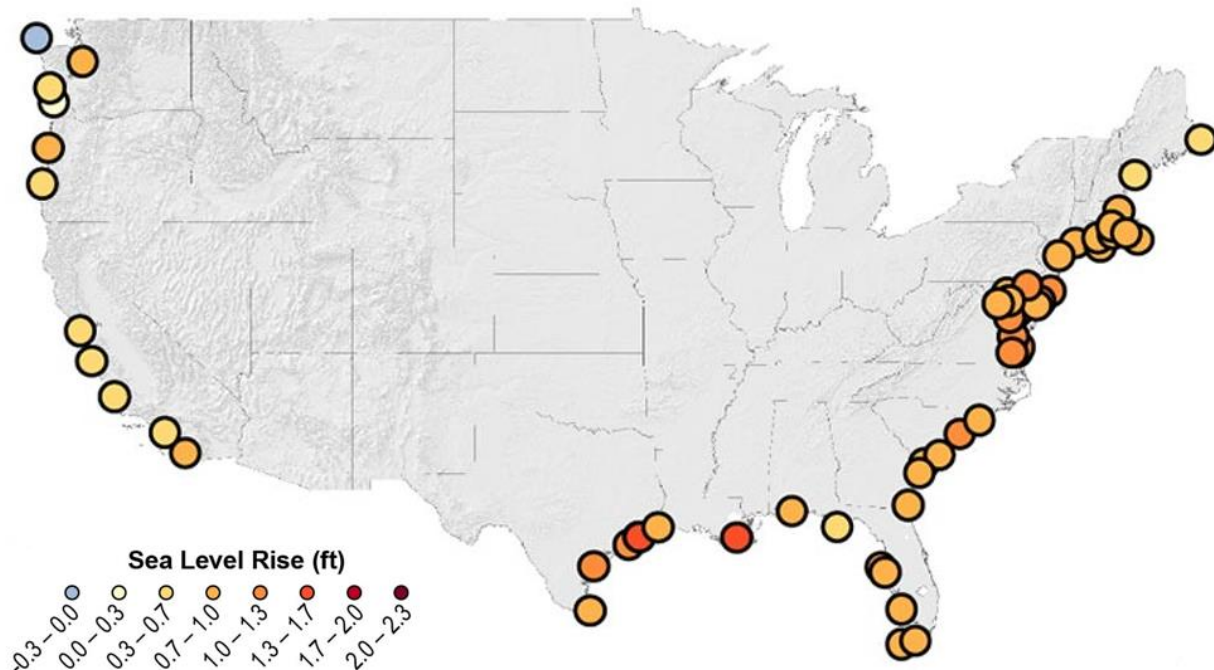 Sea Level Rise (ft)
-0.3 – 0.0
0.0 – 0.3
0.3 – 0.7
0.7 – 1.0
1.0 – 1.3
1.3 – 1.7
1.7 – 2.0
2.0 – 2.3